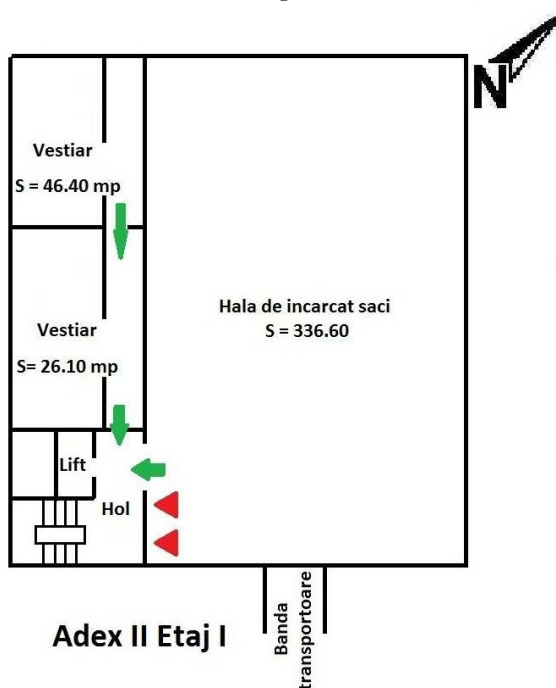 N
Vestiar
S = 46.40 mp
Hala de incarcat saci
S = 336.60
Vestiar
S= 26.10 mp
Lift
Hol
Adex II Etaj I
Banda
transportoare